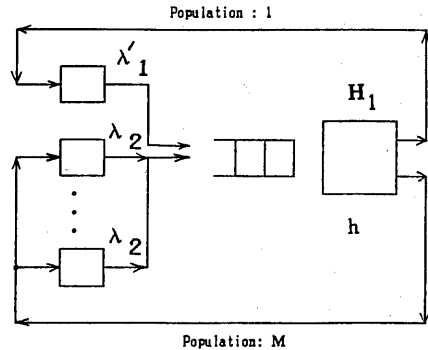 Population : 1
λ′1
H1
λ2
h
λ2
Population: M